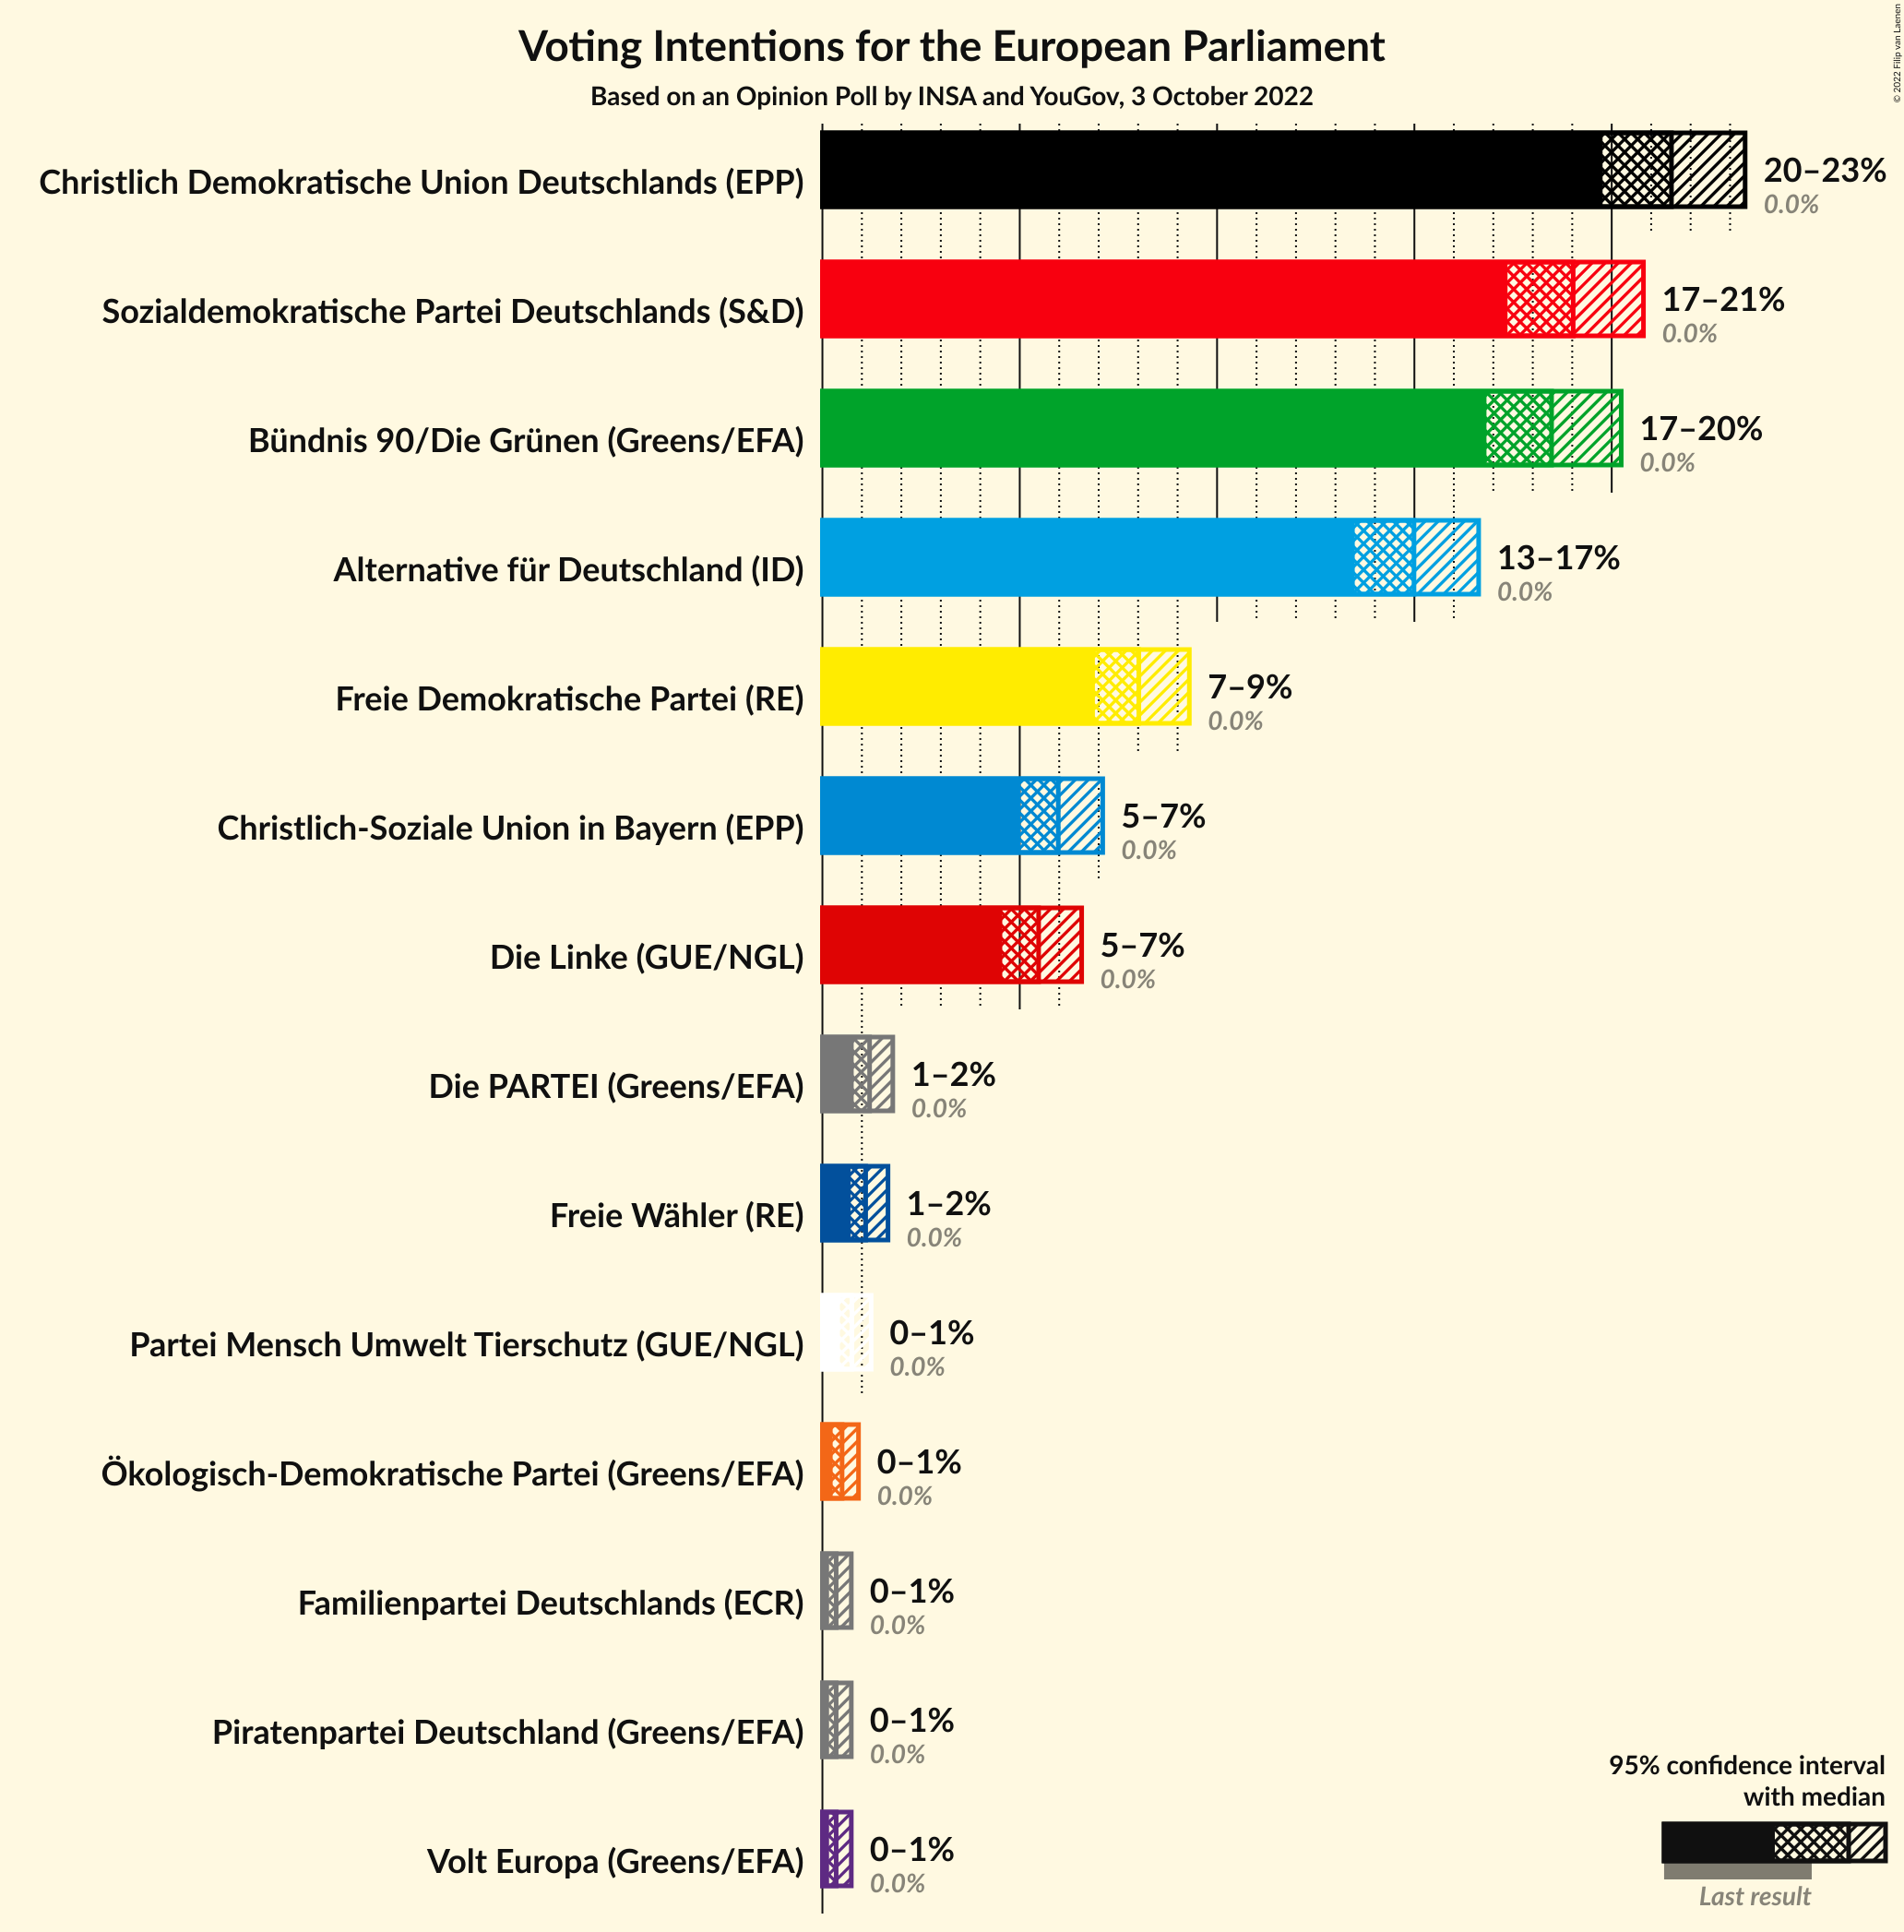 Voting Intentions for the European Parliament
Based on an Opinion Poll by INSA and YouGov, 3 October 2022
© 2022 Filip van Laenen
Christlich Demokratische Union Deutschlands (EPP)
20–23%
0.0%
Sozialdemokratische Partei Deutschlands (S&D)
17–21%
0.0%
Bündnis 90/Die Grünen (Greens/EFA)
17–20%
0.0%
Alternative für Deutschland (ID)
13–17%
0.0%
Freie Demokratische Partei (RE)
7–9%
0.0%
Christlich-Soziale Union in Bayern (EPP)
5–7%
0.0%
Die Linke (GUE/NGL)
5–7%
0.0%
Die PARTEI (Greens/EFA)
1–2%
0.0%
Freie Wähler (RE)
1–2%
0.0%
Partei Mensch Umwelt Tierschutz (GUE/NGL)
0–1%
0.0%
Ökologisch-Demokratische Partei (Greens/EFA)
0–1%
0.0%
Familienpartei Deutschlands (ECR)
0–1%
0.0%
Piratenpartei Deutschland (Greens/EFA)
0–1%
0.0%
Volt Europa (Greens/EFA)
0–1%
0.0%
95% confidence interval
with median
Last result